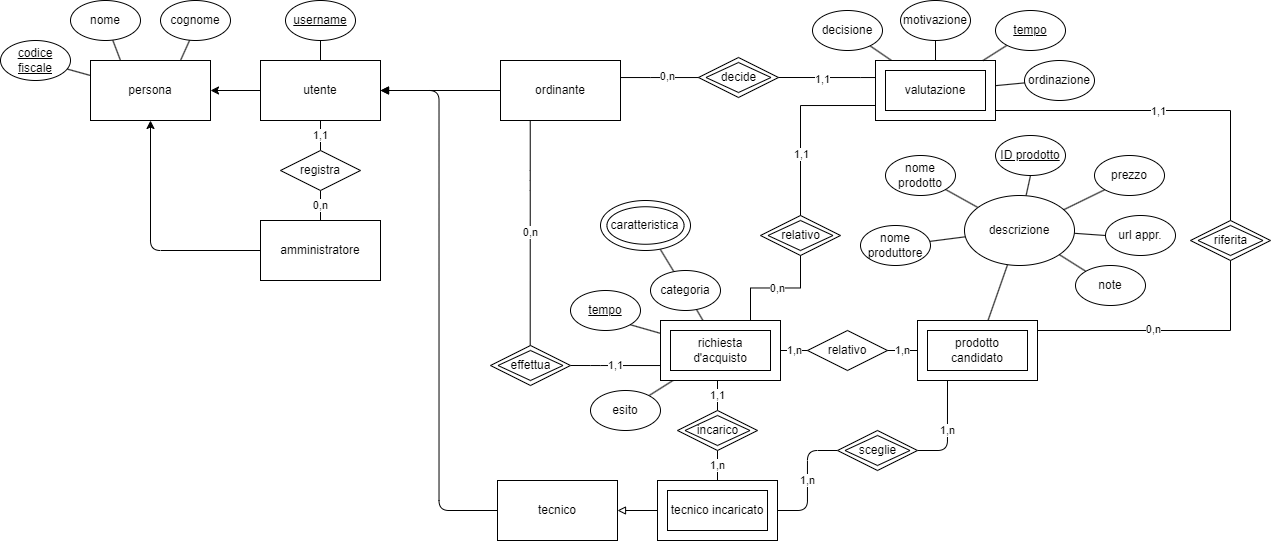 nome
cognome
username
codice
fiscale
persona
utente
ordinante
0,n
decide
1,1
decisione
motivazione
tempo
ordinazione
valutazione
1,1
1,1
registra
0,n
amministratore
1,1
relativo
0,n
nome
prodotto
ID prodotto
prezzo
descrizione
nome
produttore
url appr.
note
riferita
0,n
0,n
caratteristica
categoria
tempo
richiesta
d'acquisto
1,n
relativo
1,n
prodotto
candidato
effettua
1,1
esito
1,1
incarico
1,n
1,n
sceglie
1,n
tecnico
tecnico incaricato